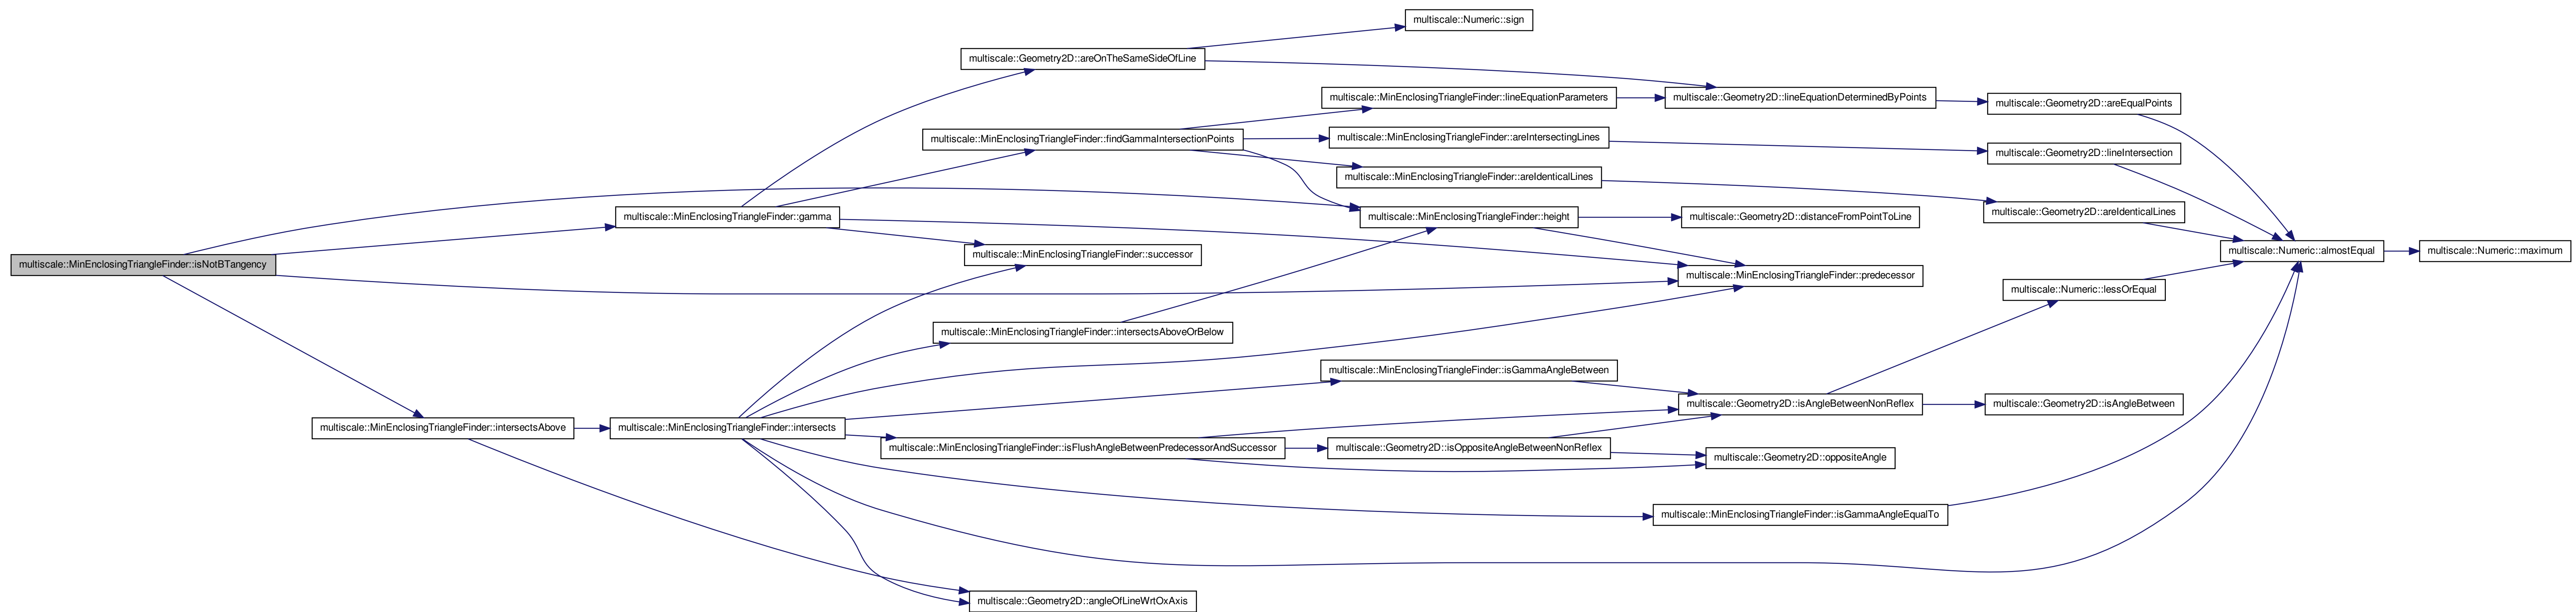 multiscale::Numeric::sign
multiscale::Geometry2D::areOnTheSameSideOfLine
multiscale::MinEnclosingTriangleFinder::lineEquationParameters
multiscale::Geometry2D::lineEquationDeterminedByPoints
multiscale::Geometry2D::areEqualPoints
multiscale::MinEnclosingTriangleFinder::findGammaIntersectionPoints
multiscale::MinEnclosingTriangleFinder::areIntersectingLines
multiscale::Geometry2D::lineIntersection
multiscale::MinEnclosingTriangleFinder::areIdenticalLines
multiscale::MinEnclosingTriangleFinder::gamma
multiscale::MinEnclosingTriangleFinder::height
multiscale::Geometry2D::distanceFromPointToLine
multiscale::Geometry2D::areIdenticalLines
multiscale::MinEnclosingTriangleFinder::successor
multiscale::Numeric::almostEqual
multiscale::Numeric::maximum
multiscale::MinEnclosingTriangleFinder::isNotBTangency
multiscale::MinEnclosingTriangleFinder::predecessor
multiscale::Numeric::lessOrEqual
multiscale::MinEnclosingTriangleFinder::intersectsAboveOrBelow
multiscale::MinEnclosingTriangleFinder::isGammaAngleBetween
multiscale::Geometry2D::isAngleBetweenNonReflex
multiscale::Geometry2D::isAngleBetween
multiscale::MinEnclosingTriangleFinder::intersectsAbove
multiscale::MinEnclosingTriangleFinder::intersects
multiscale::MinEnclosingTriangleFinder::isFlushAngleBetweenPredecessorAndSuccessor
multiscale::Geometry2D::isOppositeAngleBetweenNonReflex
multiscale::Geometry2D::oppositeAngle
multiscale::MinEnclosingTriangleFinder::isGammaAngleEqualTo
multiscale::Geometry2D::angleOfLineWrtOxAxis